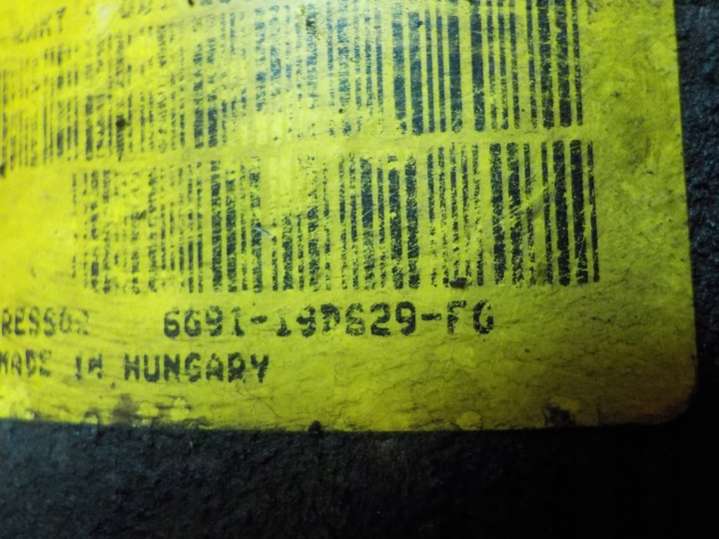 RESSOR 6G91-19D629-FG
MADE IN HUNGARY